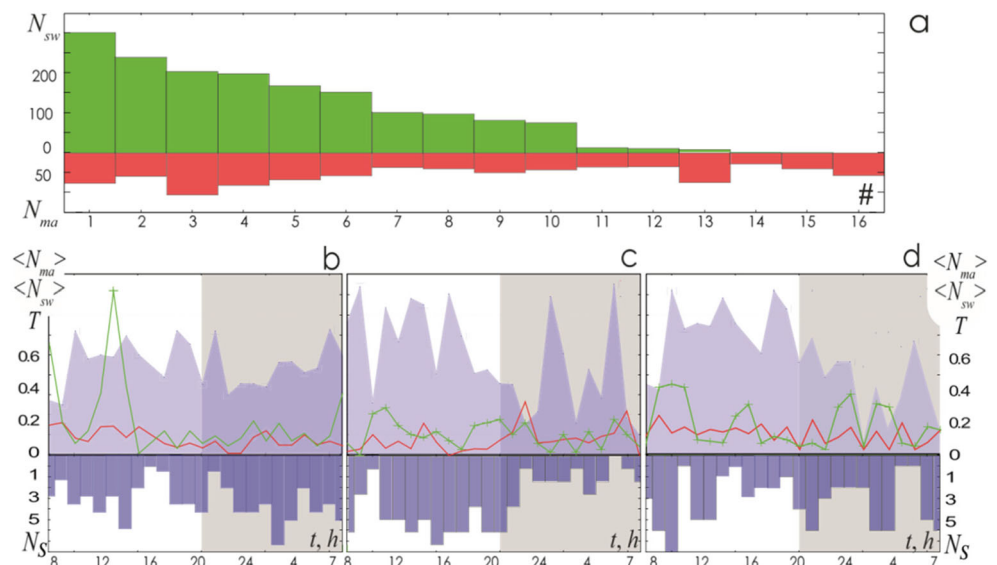 N_sw
a
200
100
0
50
N_ma
#
1 2 3 4 5 6 7 8 9 10 11 12 13 14 15 16
<N_ma>
<N_sw>
T
0.6
0.4
0.2
0
1
3
5
N_S
b
t, h
8 12 16 20 24 4 7
c
t, h
8 12 16 20 24 4 7
d
t, h
8 12 16 20 24 4 7
<N_ma>
<N_sw>
T
0.6
0.4
0.2
0
1
3
5
N_S